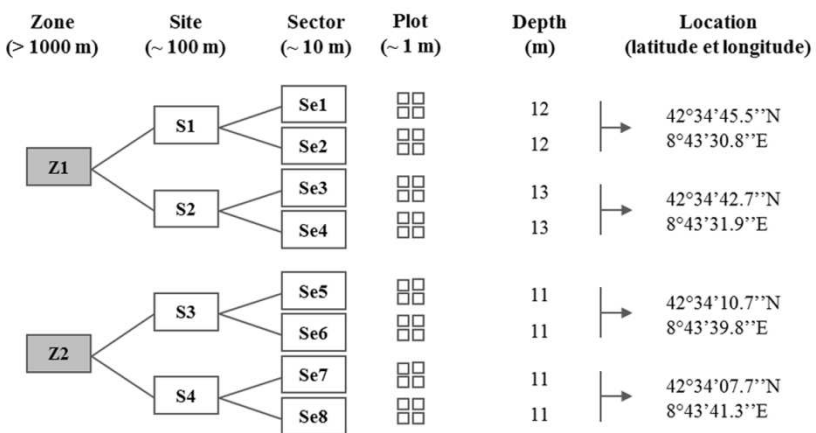 Zone Site Sector Plot Depth Location
(> 1000 m) (~ 100 m) (~ 10 m) (~ 1 m) (m) (latitude et longitude)
Se1 12
S1 42°34'45.5’’N
Se2 12 8°43’30.8’’E
Z1
Se3 13
S2 42°34'42.7’’N
Se4 13 8°43’31.9’’E
Se5 11
S3 42°34'10.7’’N
Se6 11 8°43’39.8’’E
Z2
Se7 11
S4 42°34'07.7’’N
Se8 11 8°43’41.3’’E